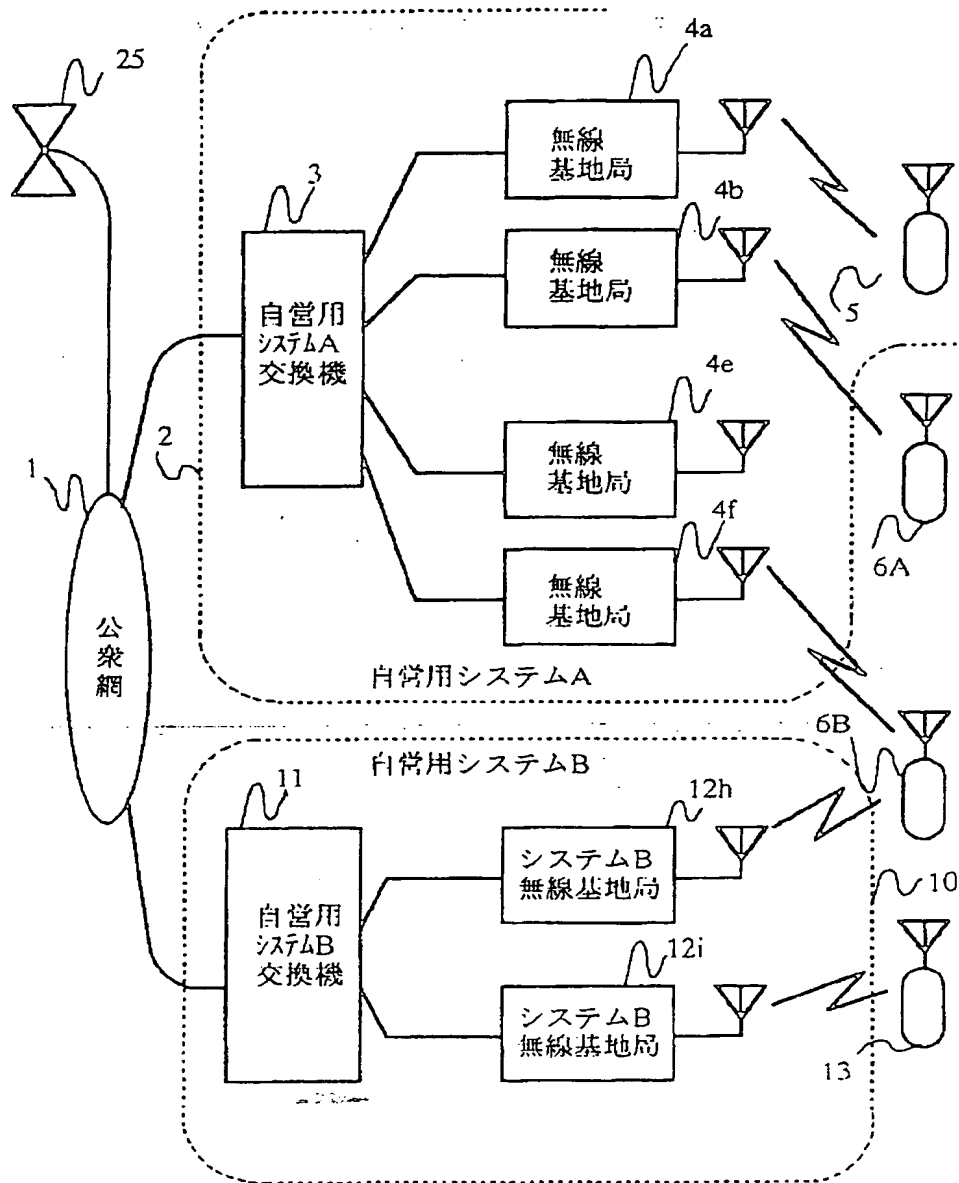 25
4a
無線
基地局
3
4b
無線
基地局
5
自営用
システムA
交換機
4e
無線
基地局
2
1
4f
無線
基地局
6A
公衆網
自営用システムA
6B
自営用システムB
11
12h
システムB
無線基地局
10
自営用
システムB
交換機
12i
システムB
無線基地局
13